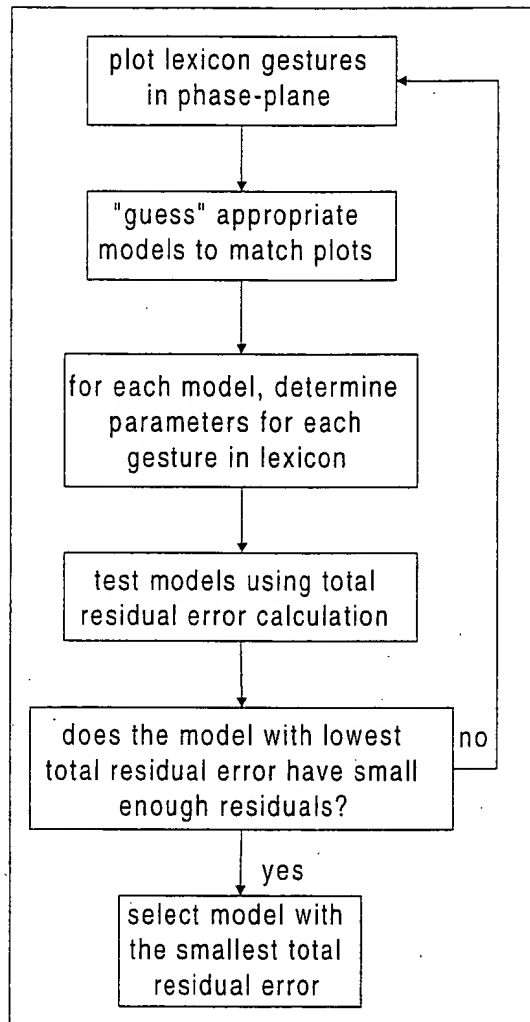 plot lexicon gestures
in phase-plane
"guess" appropriate
models to match plots
for each model, determine
parameters for each
gesture in lexicon
test models using total
residual error calculation
does the model with lowest
total residual error have small
enough residuals?
no
yes
select model with
the smallest total
residual error